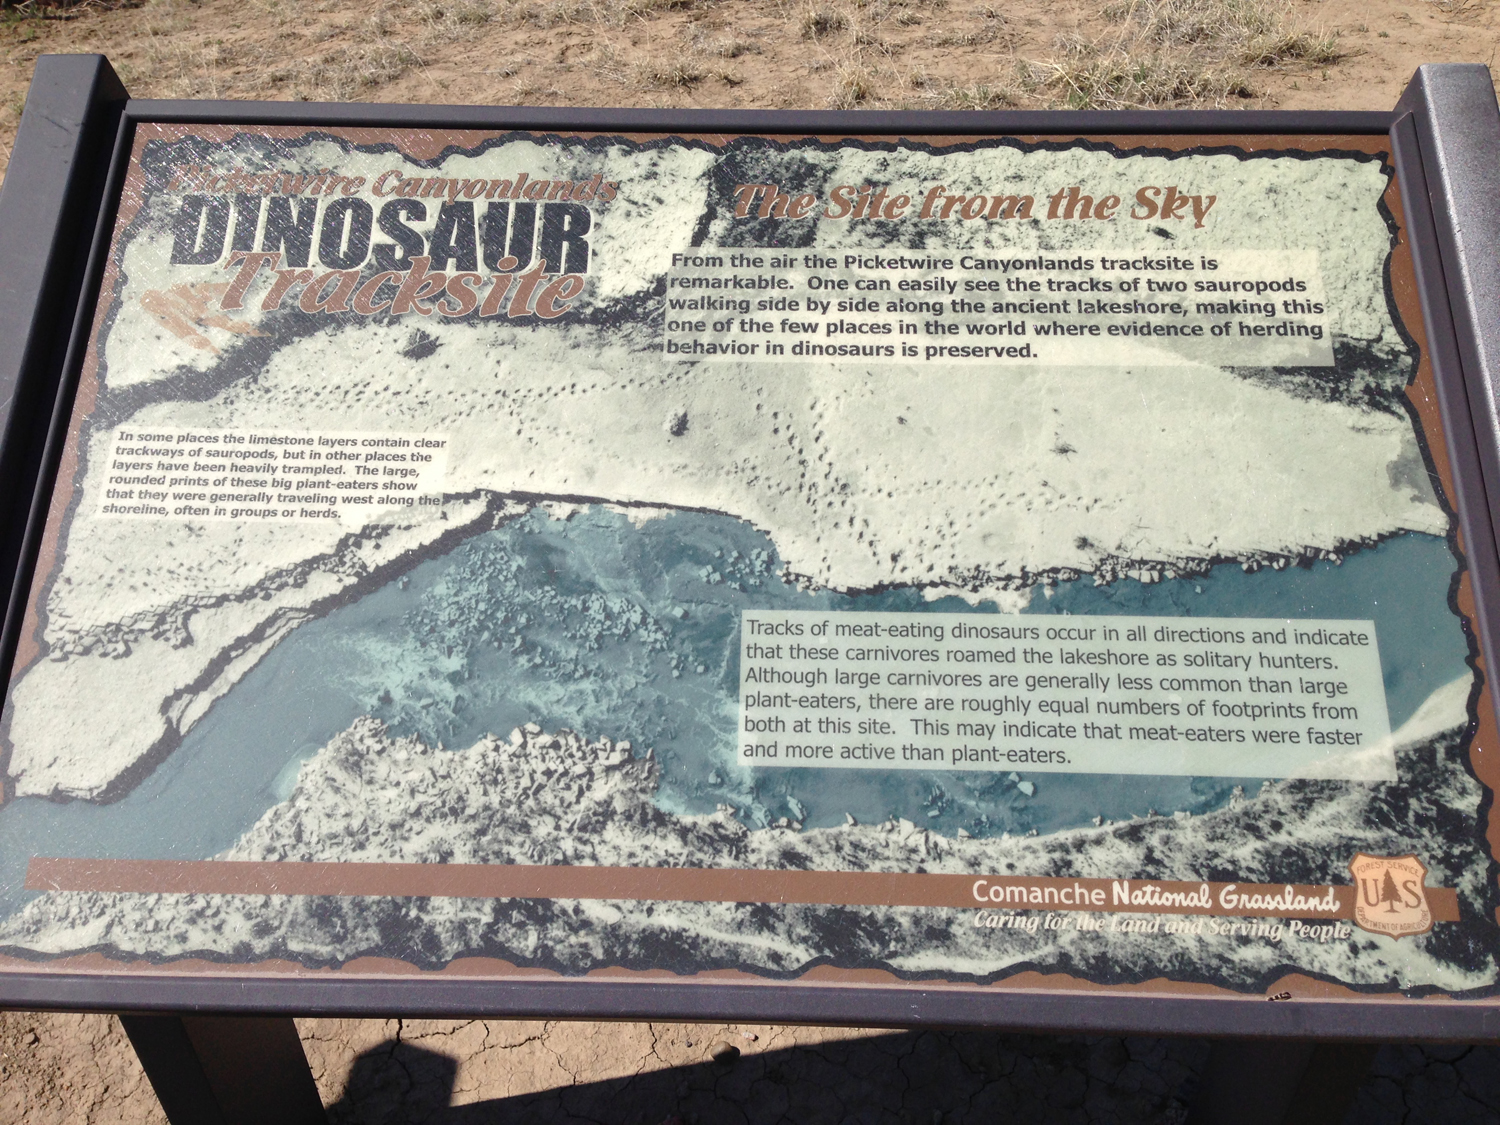 Picketwire Canyonlands
DINOSAUR
Tracksite
The Site from the Sky
From the air the Picketwire Canyonlands tracksite is
remarkable. One can easily see the tracks of two sauropods
walking side by side along the ancient lakeshore, making this
one of the few places in the world where evidence of herding
behavior in dinosaurs is preserved.
In some places the limestone layers contain clear
trackways of sauropods, but in other places the
layers have been heavily trampled. The large,
rounded prints of these big plant-eaters show
that they were generally traveling west along the
shoreline, often in groups or herds.
Tracks of meat-eating dinosaurs occur in all directions and indicate
that these carnivores roamed the lakeshore as solitary hunters.
Although large carnivores are generally less common than large
plant-eaters, there are roughly equal numbers of footprints from
both at this site. This may indicate that meat-eaters were faster
and more active than plant-eaters.
Comanche National Grassland
Caring for the Land and Serving People
FOREST SERVICE
U S
DEPARTMENT OF AGRICULTURE